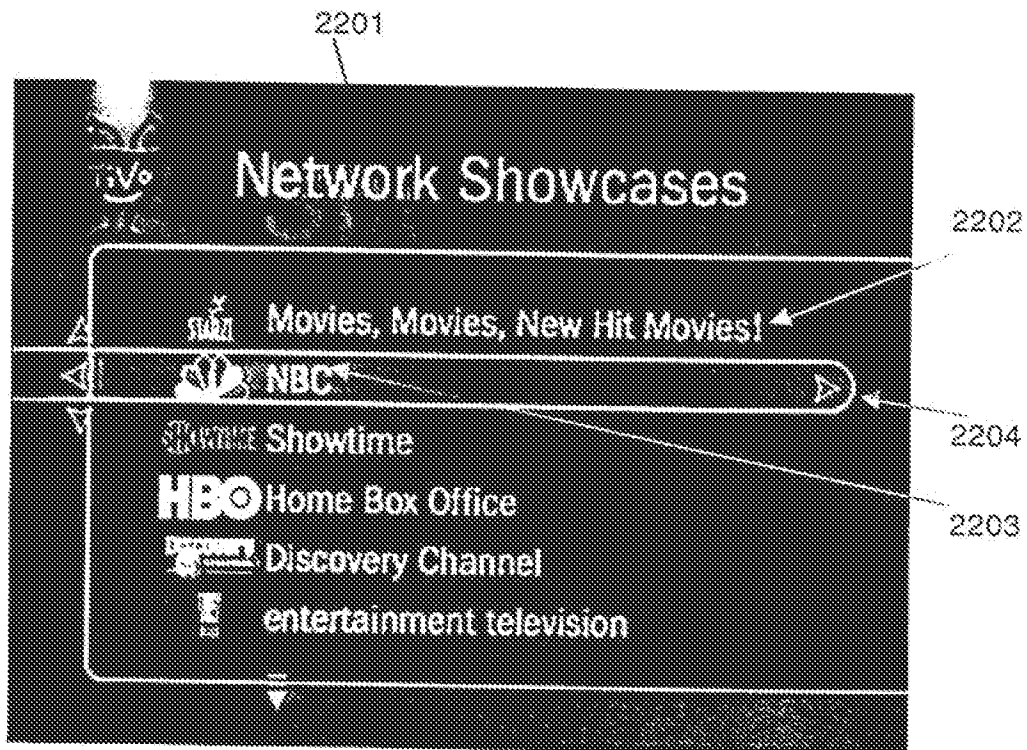 2201
TiVo
Network Showcases
2202
Movies, Movies, New Hit Movies!
NBC
2204
Showtime
HBO Home Box Office
2203
Discovery Channel
entertainment television